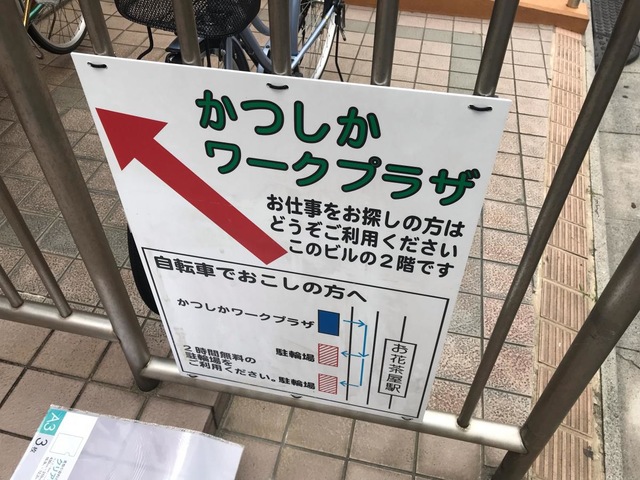 かつしか
ワークプラザ
お仕事をお探しの方は
どうぞご利用ください
このビルの2階です
自転車でおこしの方へ
かつしかワークプラザ
駐輪場
2時間無料の
駐輪場を
ご利用ください。
駐輪場
お花茶屋駅
A3
3枚